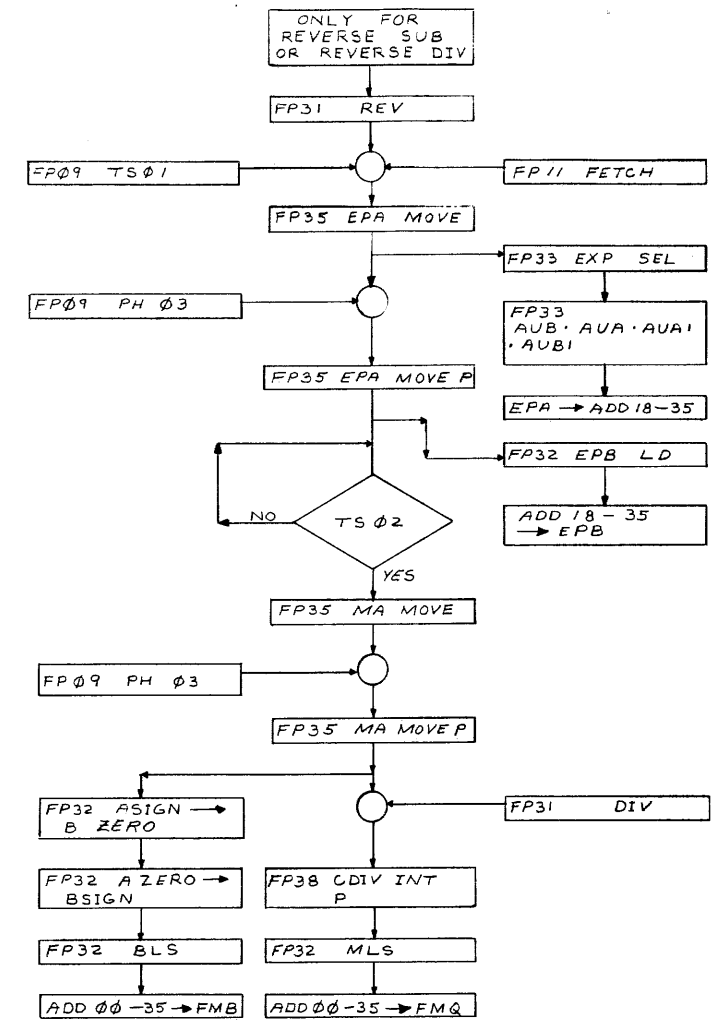 ONLY FOR
REVERSE SUB
OR REVERSE DIV
FP31 REV
FPØ9 TSØ1
FP11 FETCH
FP35 EPA MOVE
FP33 EXP SEL
FPØ9 PH Ø3
FP33
AUB · AUA · AUA1
· AUB1
FP35 EPA MOVE P
EPA → ADD 18-35
FP32 EPB LD
NO
TSØ2
ADD 18 - 35
→ EPB
YES
FP35 MA MOVE
FPØ9 PH Ø3
FP35 MA MOVE P
FP32 ASIGN →
B ZERO
FP31 DIV
FP32 A ZERO →
BSIGN
FP38 CDIV INT
P
FP32 BLS
FP32 MLS
ADD ØØ -35 → FMB
ADD ØØ-35 → FMQ